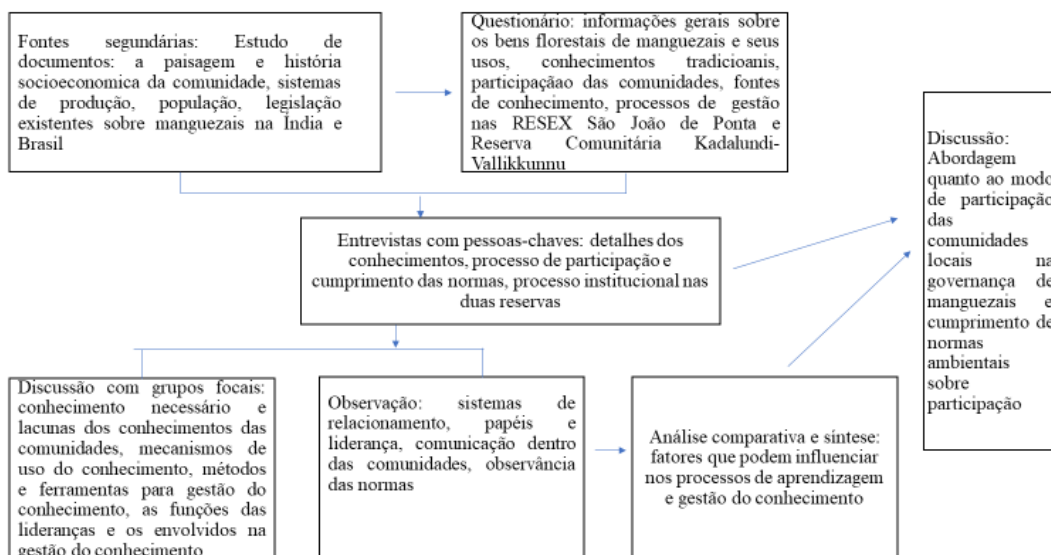 Fontes segundárias: Estudo de
documentos: a paisagem e história
socioeconomica da comunidade, sistemas
de produção, população, legislação
existentes sobre manguezais na Índia e
Brasil
Questionário: informações gerais sobre
os bens florestais de manguezais e seus
usos, conhecimentos tradicioanis,
participaçãao das comunidades, fontes
de conhecimento, processos de gestão
nas RESEX São João de Ponta e
Reserva Comunitária Kadalundi-
Vallikkunnu
Entrevistas com pessoas-chaves: detalhes dos
conhecimentos, processo de participação e
cumprimento das normas, processo institucional nas
duas reservas
Discussão com grupos focais:
conhecimento necessário e
lacunas dos conhecimentos das
comunidades, mecanismos de
uso do conhecimento, métodos
e ferramentas para gestão do
conhecimento, as funções das
lideranças e os envolvidos na
gestão do conhecimento
Observação: sistemas de
relacionamento, papéis e
liderança, comunicação dentro
das comunidades, observância
das normas
Análise comparativa e síntese:
fatores que podem influenciar
nos processos de aprendizagem
e gestão do conhecimento
Discussão:
Abordagem
quanto ao modo
de participação
das
comunidades
locais na
governança de
manguezais e
cumprimento de
normas
ambientais
sobre
participação